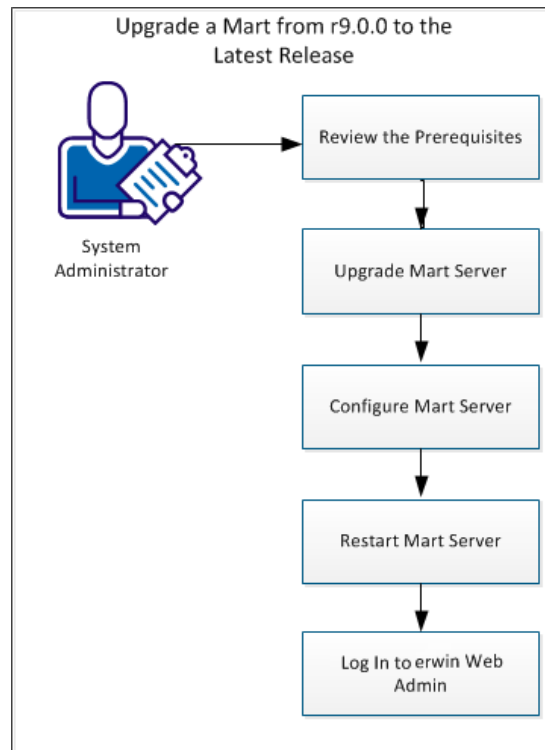 Upgrade a Mart from r9.0.0 to the
Latest Release
System
Administrator
Review the Prerequisites
Upgrade Mart Server
Configure Mart Server
Restart Mart Server
Log In to erwin Web
Admin